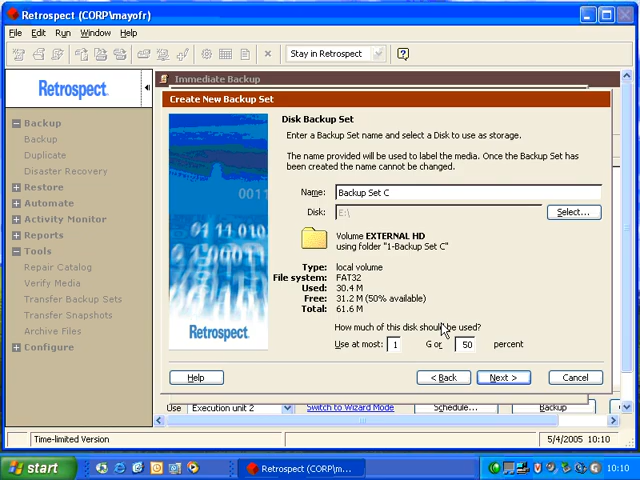 Retrospect (CORP\mayofr)
File Edit Run Window Help
Stay in Retrospect
Retrospect.
Immediate Backup
Backup
Backup
Duplicate
Disaster Recovery
Restore
Automate
Activity Monitor
Reports
Tools
Repair Catalog
Verify Media
Transfer Backup Sets
Transfer Snapshots
Archive Files
Configure
Create New Backup Set
Disk Backup Set
Enter a Backup Set name and select a Disk to use as storage.
The name provided will be used to label the media. Once the Backup Set has
been created the name cannot be changed.
Name: Backup Set C
Disk: E:\ Select...
Volume EXTERNAL HD
using folder "1-Backup Set C"
Type: local volume
File system: FAT32
Used: 30.4 M
Free: 31.2 M (50% available)
Total: 61.6 M
How much of this disk should be used?
Use at most: 1 G or 50 percent
Retrospect.
Help < Back Next > Cancel
Use Execution unit 2 Switch to Wizard Mode Schedule... Backup
Time-limited Version 5/4/2005 10:10
start Retrospect (CORP\m... 10:10